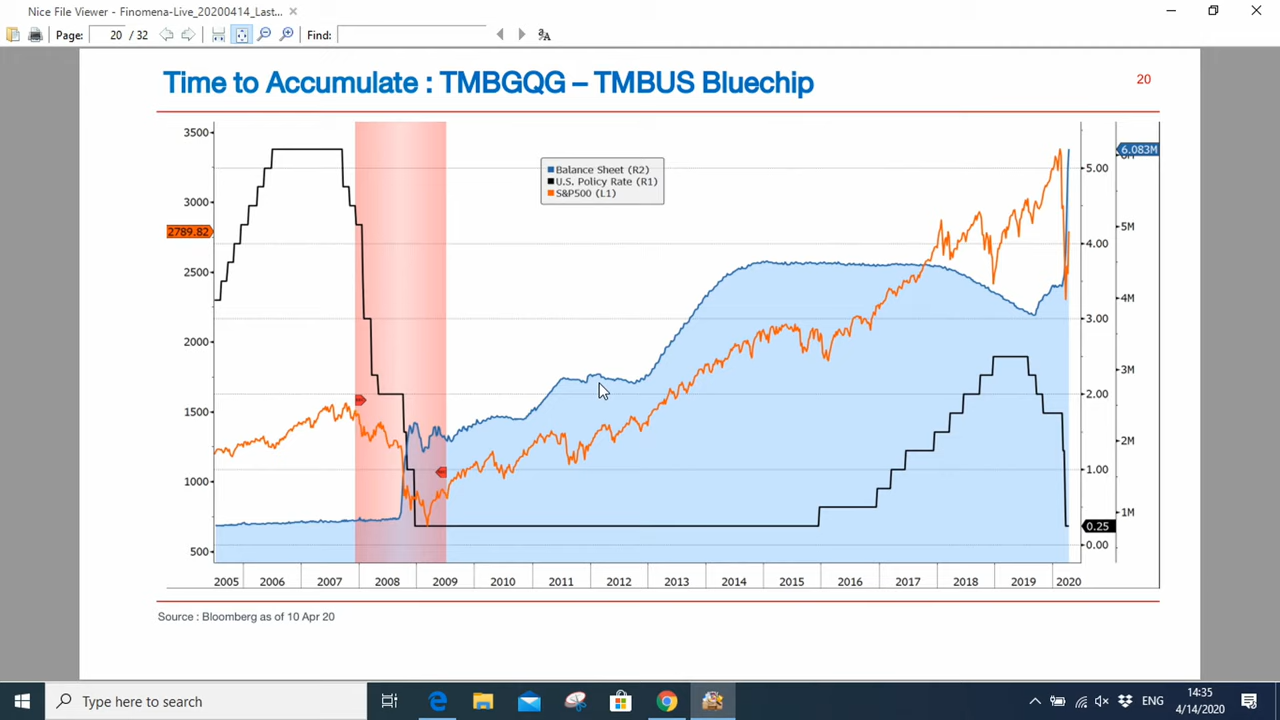 Nice File Viewer - Finomena-Live_20200414_Last...
Page: 20 / 32 Find:
Time to Accumulate : TMBGQG – TMBUS Bluechip
20
3500
3000
2789.82
2500
2000
1500
1000
500
Balance Sheet (R2)
U.S. Policy Rate (R1)
S&P500 (L1)
5.00
4.00
3.00
2.00
1.00
0.25
0.00
6.083M
5M
4M
3M
2M
1M
2005 2006 2007 2008 2009 2010 2011 2012 2013 2014 2015 2016 2017 2018 2019 2020
Source : Bloomberg as of 10 Apr 20
Type here to search
ENG
14:35
4/14/2020